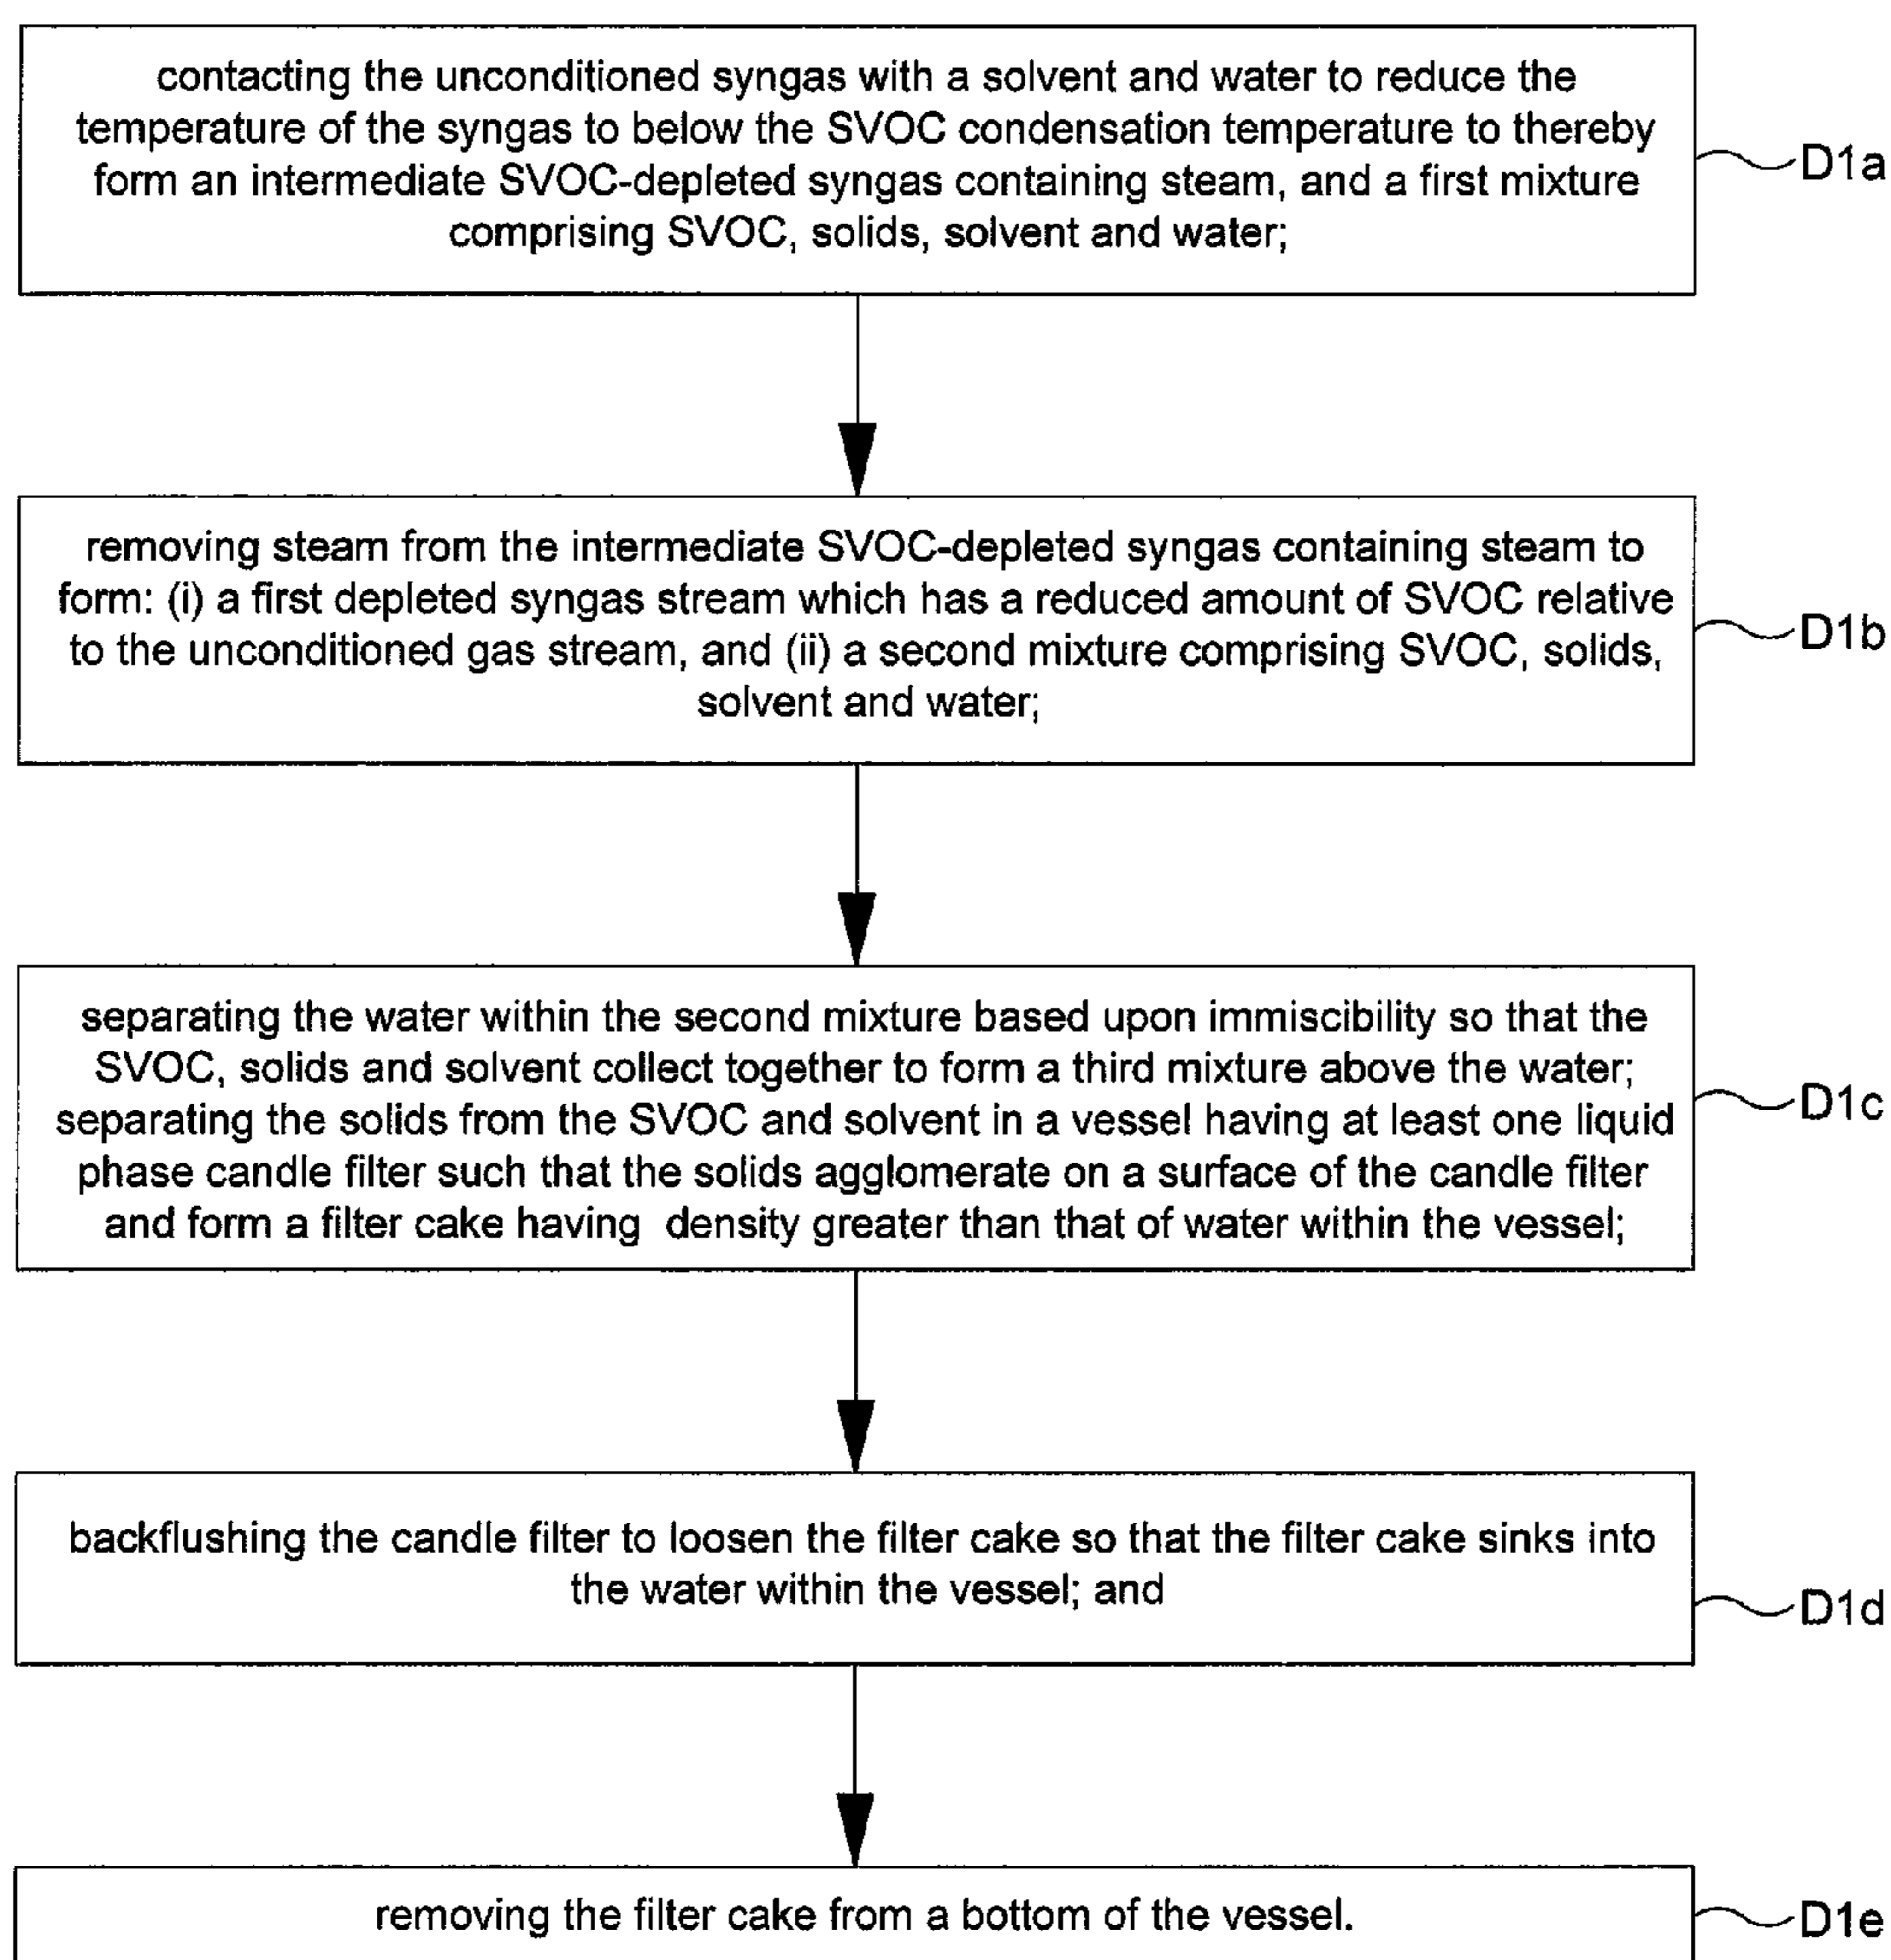 contacting the unconditioned syngas with a solvent and water to reduce the
temperature of the syngas to below the SVOC condensation temperature to thereby
form an intermediate SVOC-depleted syngas containing steam, and a first mixture
comprising SVOC, solids, solvent and water;
D1a
removing steam from the intermediate SVOC-depleted syngas containing steam to
form: (i) a first depleted syngas stream which has a reduced amount of SVOC relative
to the unconditioned gas stream, and (ii) a second mixture comprising SVOC, solids,
solvent and water;
D1b
separating the water within the second mixture based upon immiscibility so that the
SVOC, solids and solvent collect together to form a third mixture above the water;
separating the solids from the SVOC and solvent in a vessel having at least one liquid
phase candle filter such that the solids agglomerate on a surface of the candle filter
and form a filter cake having density greater than that of water within the vessel;
D1c
backflushing the candle filter to loosen the filter cake so that the filter cake sinks into
the water within the vessel; and
D1d
removing the filter cake from a bottom of the vessel.
D1e